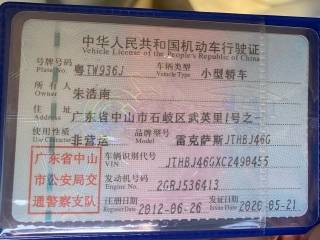 中华人民共和国机动车行驶证
Vehicle License of the People's Republic of China
号牌号码 粤TW936J 车辆类型 小型轿车
Plate No. Vehicle Type
所有人 朱浩南
Owner
住址 广东省中山市石岐区武英里1号之一
Address
使用性质 非营运 品牌型号 雷克萨斯JTHBJ46G
Use Character Model
广东省中山
市公安局交
通警察支队
车辆识别代号 JTHBJ46GXC2498455
VIN
发动机号码 2GRJ536413
Engine No.
注册日期 2012-06-26 发证日期 2020-05-21
Register Date Issue Date